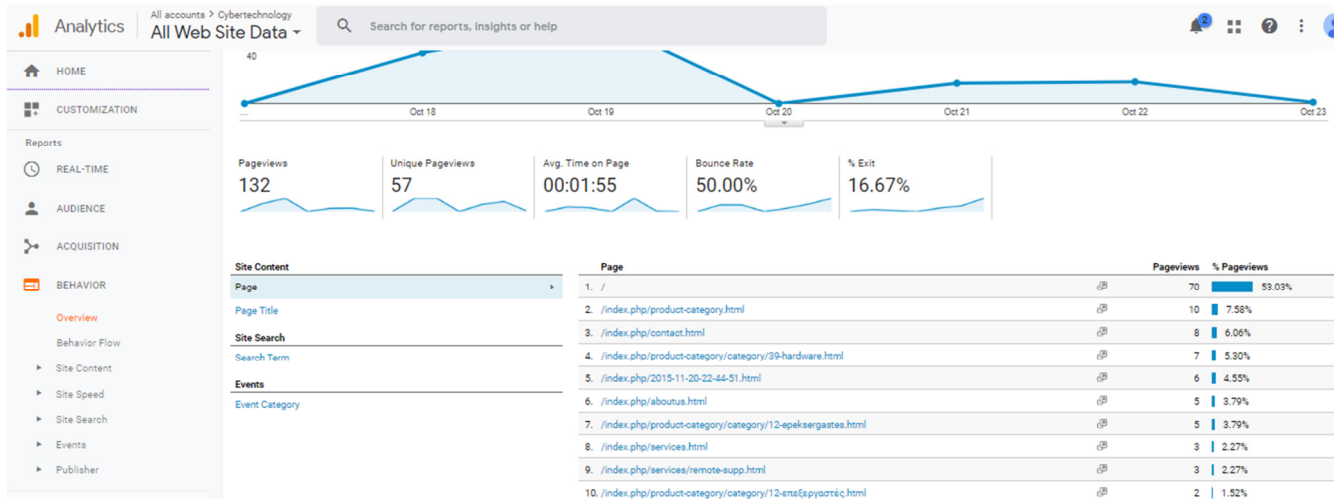 All accounts > Cybertechnology
Analytics
All Web Site Data
Search for reports, insights or help
2
HOME
CUSTOMIZATION
Reports
REAL-TIME
AUDIENCE
ACQUISITION
BEHAVIOR
Overview
Behavior Flow
Site Content
Site Speed
Site Search
Events
Publisher
40
... Oct 18 Oct 19 Oct 20 Oct 21 Oct 22 Oct 23
Pageviews Unique Pageviews Avg. Time on Page Bounce Rate % Exit
132 57 00:01:55 50.00% 16.67%
Site Content
Page
Page Title
Site Search
Search Term
Events
Event Category
Page Pageviews % Pageviews
1. / 70 53.03%
2. /index.php/product-category.html 10 7.58%
3. /index.php/contact.html 8 6.06%
4. /index.php/product-category/category/39-hardware.html 7 5.30%
5. /index.php/2015-11-20-22-44-51.html 6 4.55%
6. /index.php/aboutus.html 5 3.79%
7. /index.php/product-category/category/12-epeksergastes.html 5 3.79%
8. /index.php/services.html 3 2.27%
9. /index.php/services/remote-supp.html 3 2.27%
10. /index.php/product-category/category/12-επεξεργαστές.html 2 1.52%